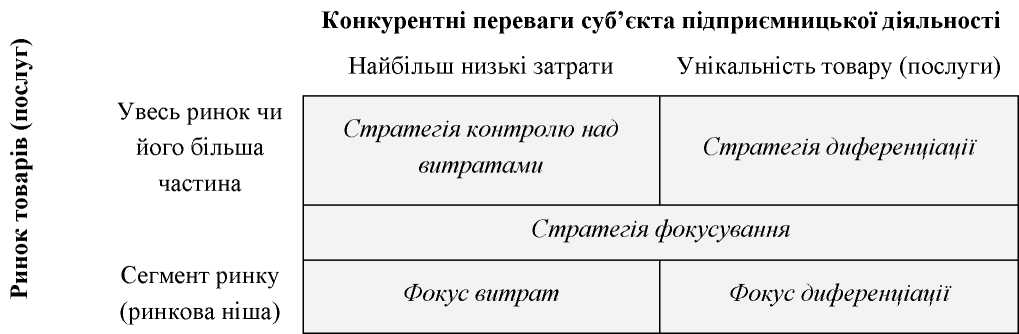 Конкурентні переваги суб’єкта підприємницької діяльності
Найбільш низькі затрати
Унікальність товару (послуги)
Ринок товарів (послуг)
Увесь ринок чи
його більша
частина
Стратегія контролю над
витратами
Стратегія диференціації
Стратегія фокусування
Сегмент ринку
(ринкова ніша)
Фокус витрат
Фокус диференціації